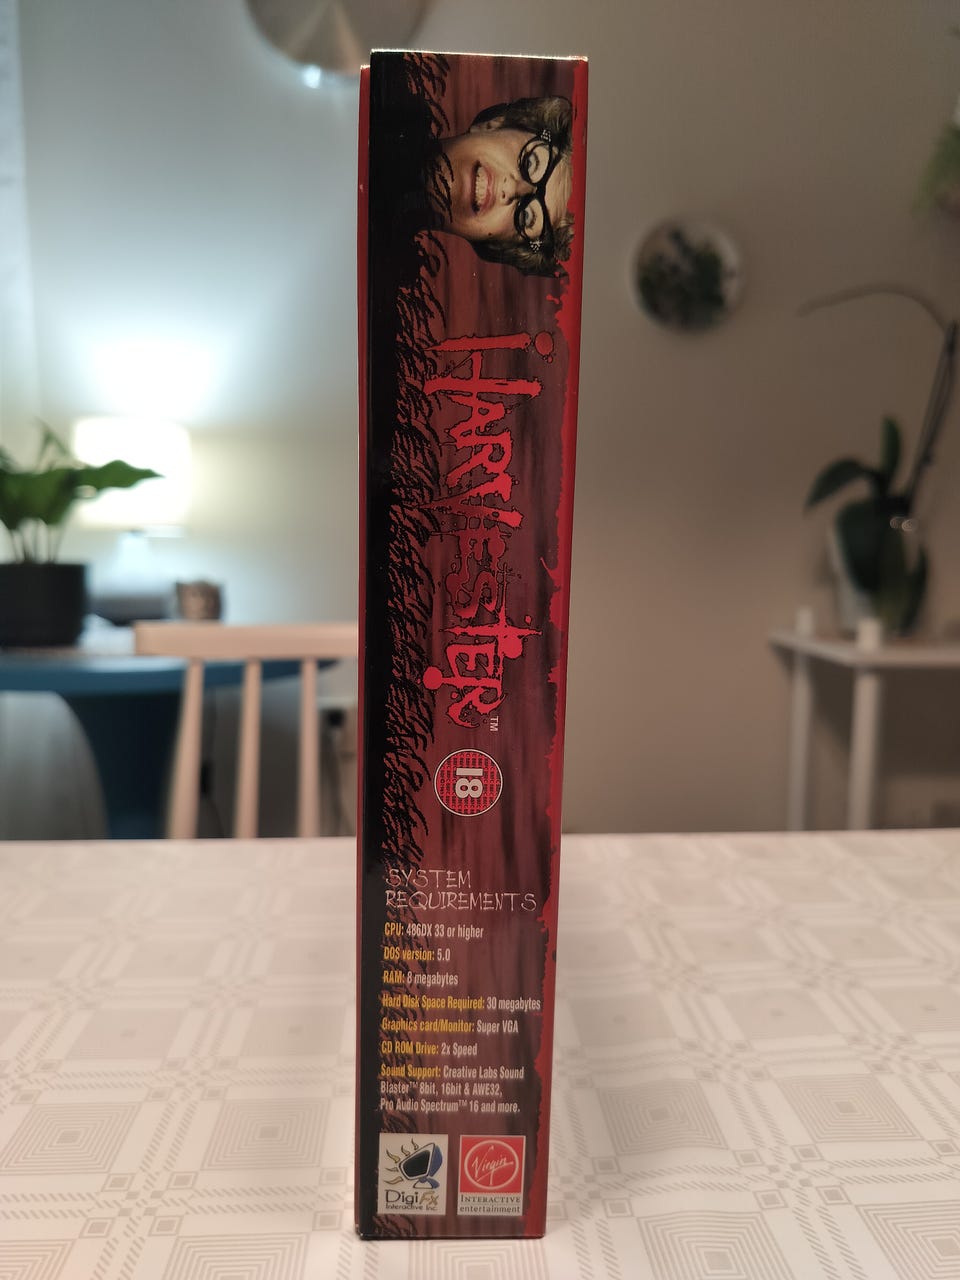 HARVESTER™
18
SYSTEM
REQUIREMENTS
CPU: 486DX 33 or higher
DOS version: 5.0
RAM: 8 megabytes
Hard Disk Space Required: 30 megabytes
Graphics card/Monitor: Super VGA
CD ROM Drive: 2x Speed
Sound Support: Creative Labs Sound
Blaster™ 8bit, 16bit & AWE32,
Pro Audio Spectrum™ 16 and more.
DigiFx
Interactive Inc.
Virgin
INTERACTIVE
entertainment